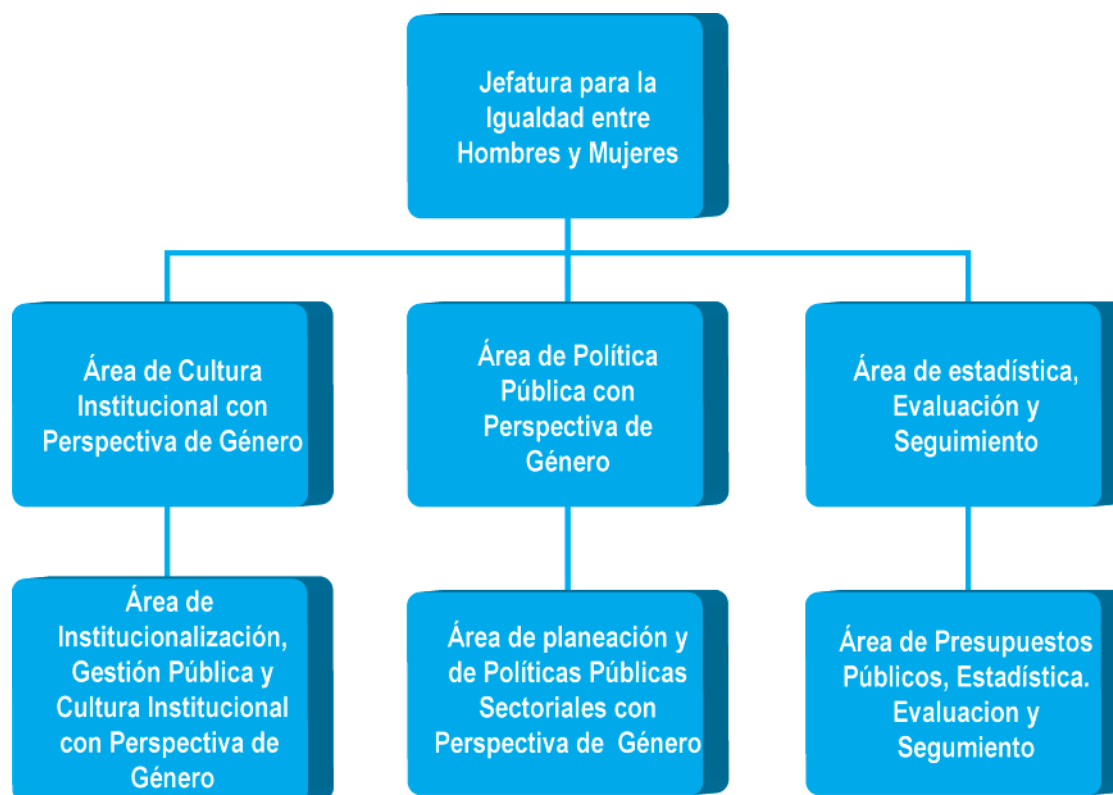 Jefatura para la
Igualdad entre
Hombres y Mujeres
Área de Cultura
Institucional con
Perspectiva de Género
Área de Política
Pública con
Perspectiva de
Género
Área de estadística,
Evaluación y
Seguimiento
Área de
Institucionalización,
Gestión Pública y
Cultura Institucional
con Perspectiva de
Género
Área de planeación y
de Políticas Públicas
Sectoriales con
Perspectiva de  Género
Área de Presupuestos
Públicos, Estadística.
Evaluacion y
Segumiento